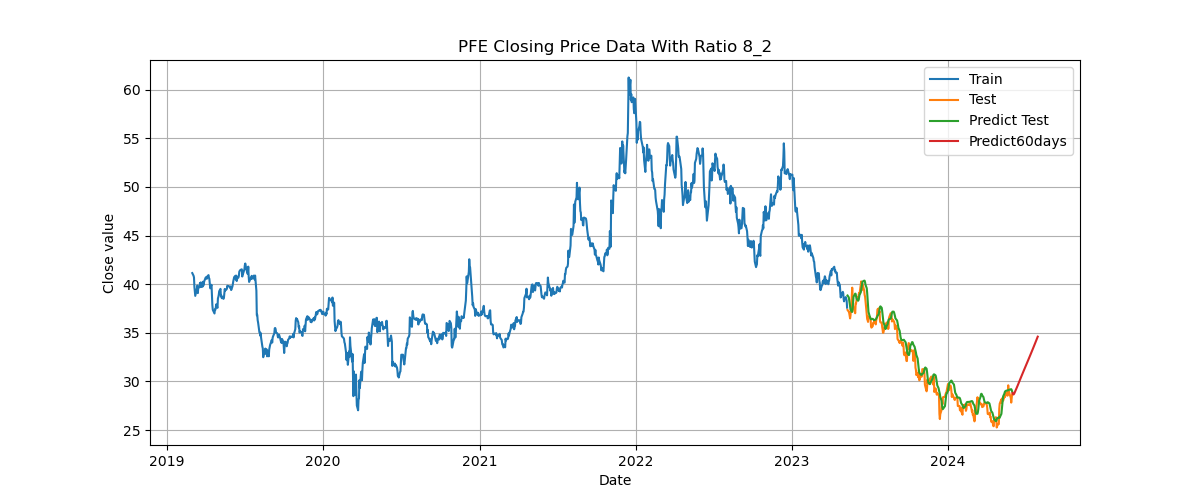 PFE Closing Price Data With Ratio 8_2
Train
Test
Predict Test
Predict60days
Close value
60
55
50
45
40
35
30
25
2019
2020
2021
2022
2023
2024
Date